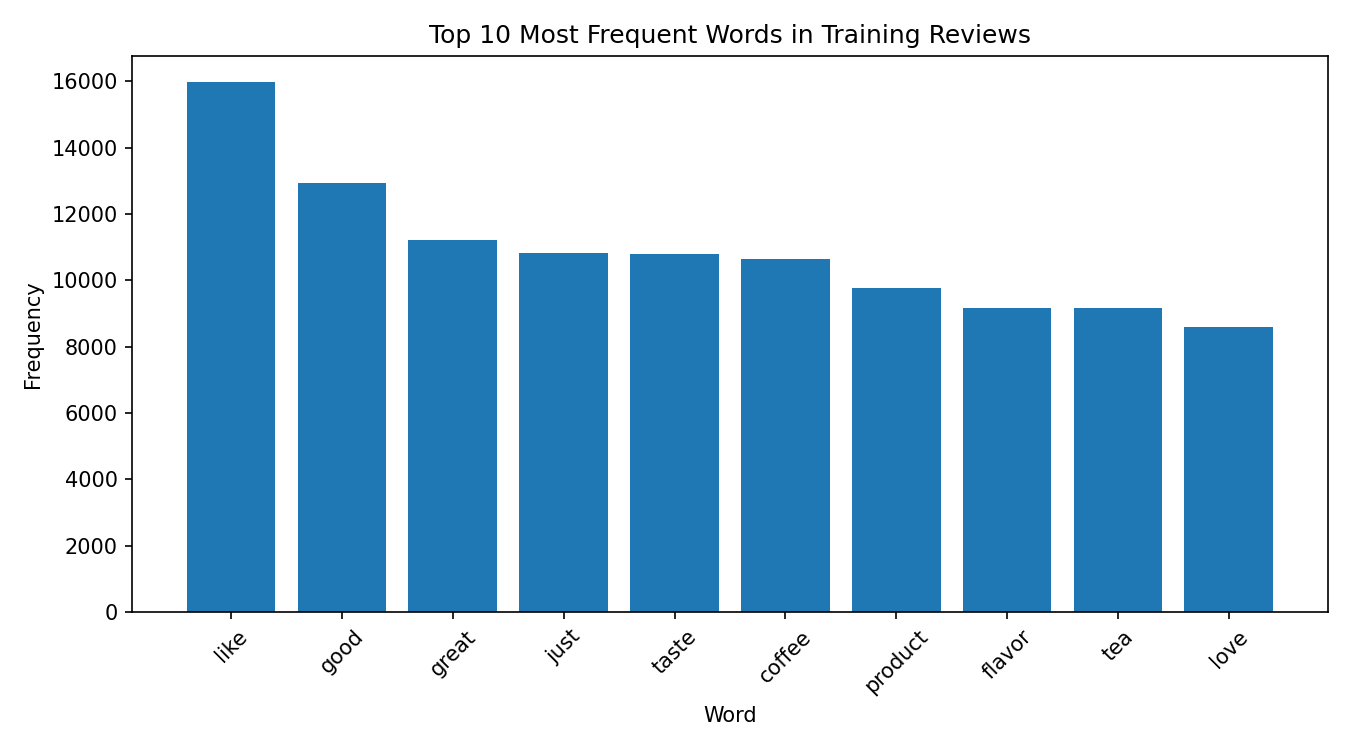 Top 10 Most Frequent Words in Training Reviews
Frequency
16000
14000
12000
10000
8000
6000
4000
2000
0
like
good
great
just
taste
coffee
product
flavor
tea
love
Word